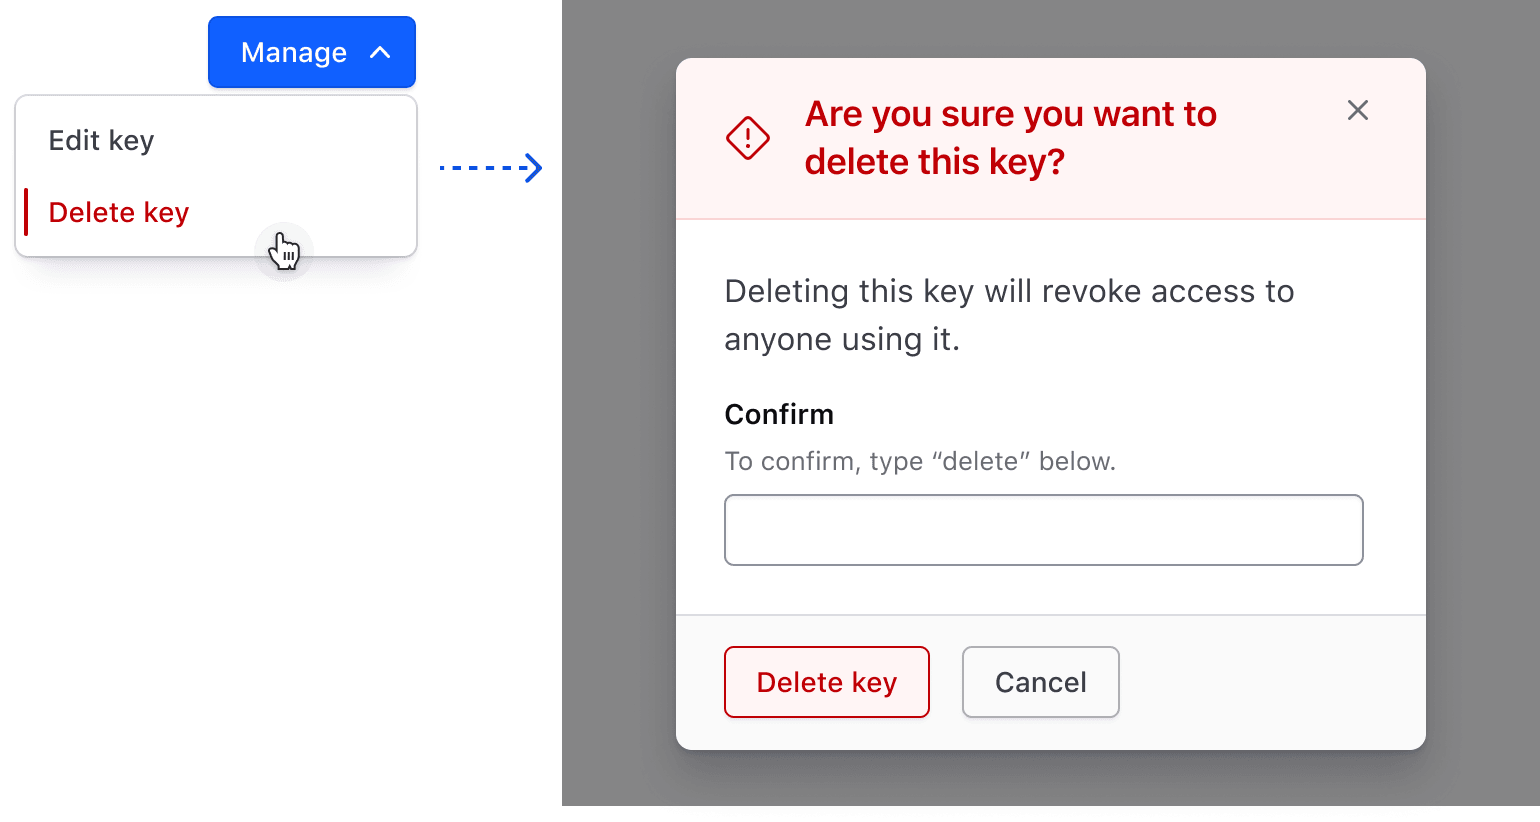 Manage
Edit key
Delete key
Are you sure you want to
delete this key?
Deleting this key will revoke access to
anyone using it.
Confirm
To confirm, type “delete” below.
Delete key
Cancel